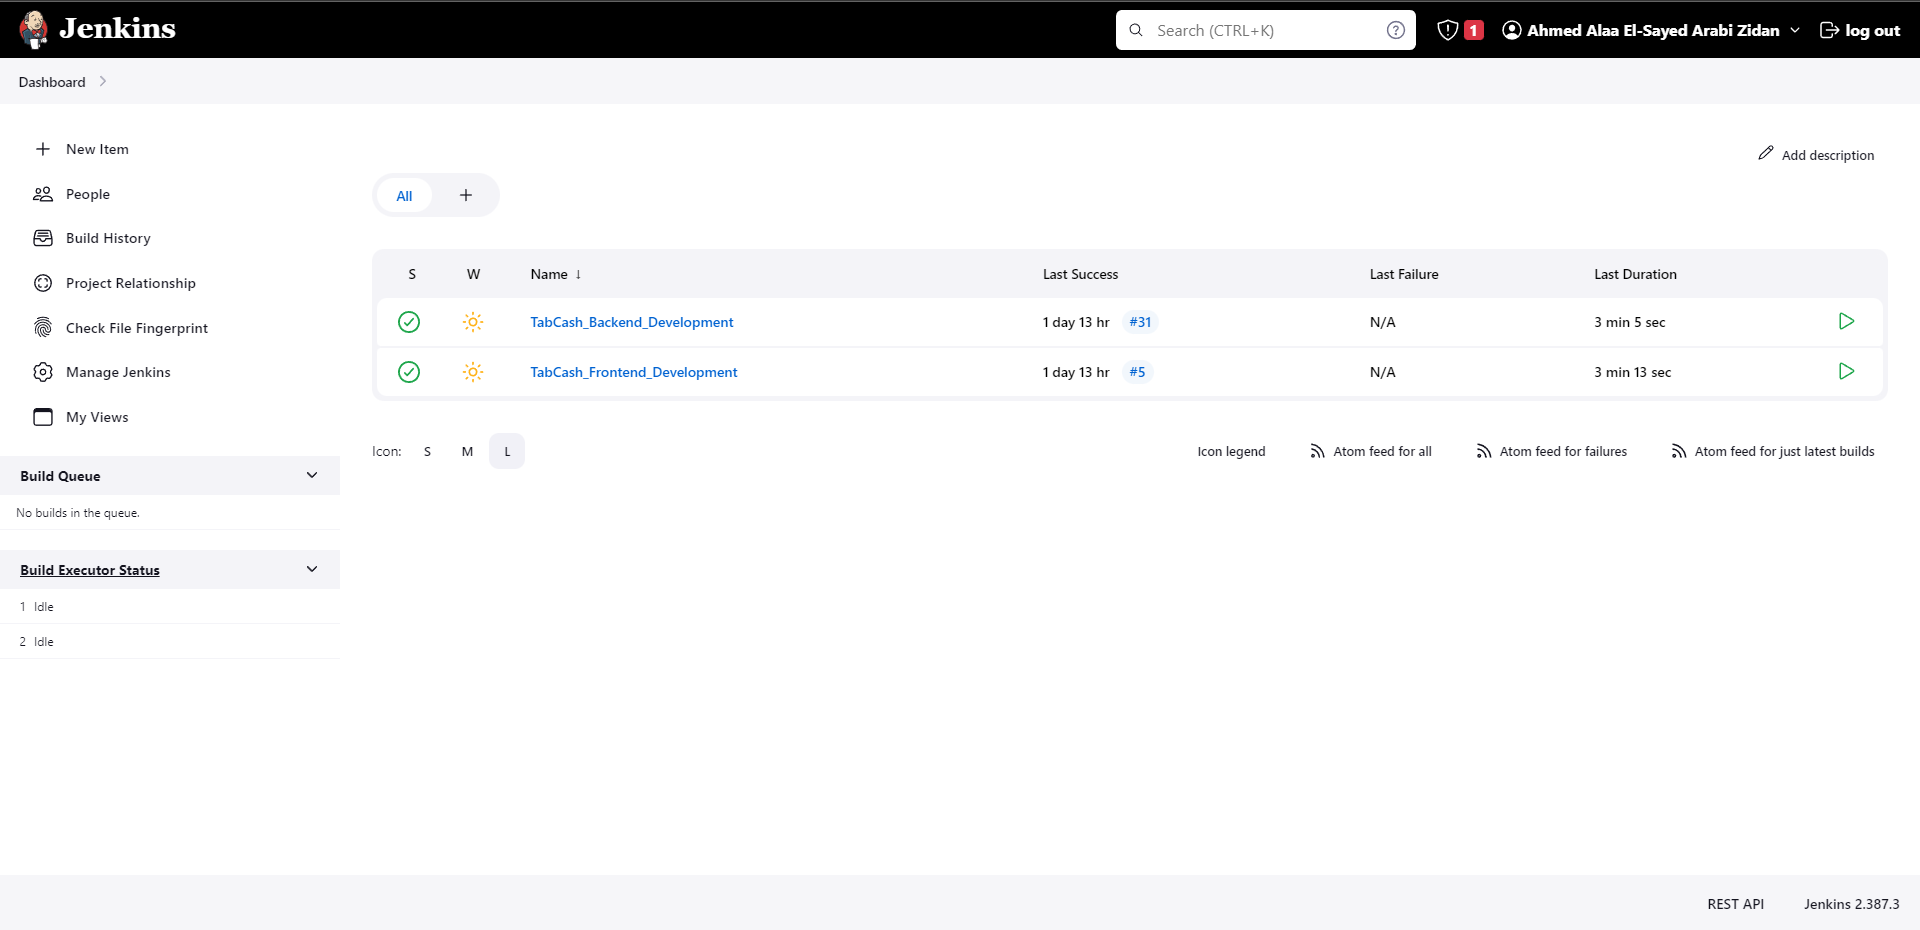 Jenkins
Search (CTRL+K)
1
Ahmed Alaa El-Sayed Arabi Zidan
log out
Dashboard
New Item
People
Build History
Project Relationship
Check File Fingerprint
Manage Jenkins
My Views
Build Queue
No builds in the queue.
Build Executor Status
1 Idle
2 Idle
Add description
All +
S W Name ↓ Last Success Last Failure Last Duration
TabCash_Backend_Development 1 day 13 hr #31 N/A 3 min 5 sec
TabCash_Frontend_Development 1 day 13 hr #5 N/A 3 min 13 sec
Icon: S M L
Icon legend Atom feed for all Atom feed for failures Atom feed for just latest builds
REST API Jenkins 2.387.3